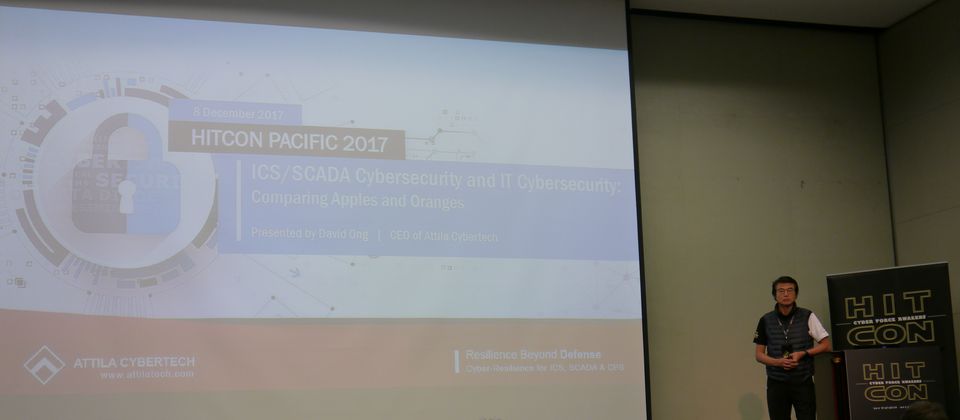 8 December 2017
HITCON PACIFIC 2017
ICS/SCADA Cybersecurity and IT Cybersecurity:
Comparing Apples and Oranges
Presented by David Ong | CEO of Attila Cybertech
SECURI
ATTILA CYBERTECH
www.attilatech.com
Resilience Beyond Defense
Cyber-Resilience for ICS, SCADA & CPS
HIT
CYBER FORCE AWAKENS
CON
HIT
CYBER FORCE AWAKENS
CON